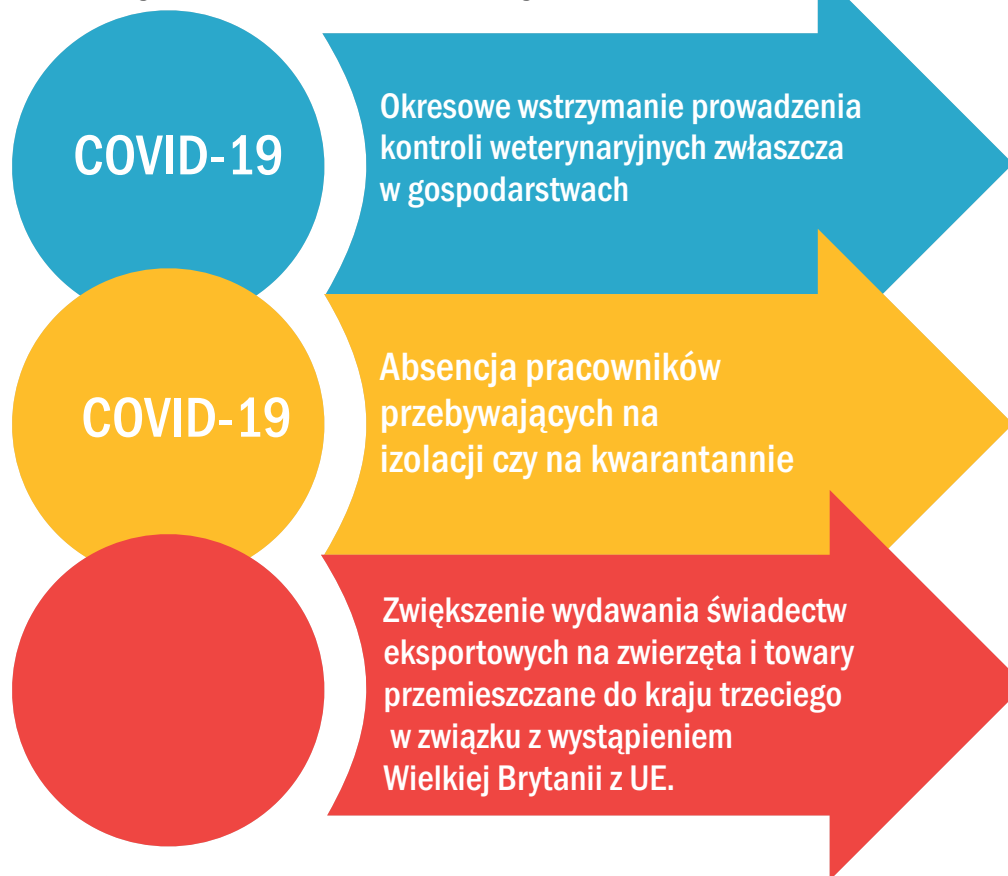 COVID-19
Okresowe wstrzymanie prowadzenia
kontroli weterynaryjnych zwłaszcza
w gospodarstwach
COVID-19
Absencja pracowników
przebywających na
izolacji czy na kwarantannie
Zwiększenie wydawania świadectw
eksportowych na zwierzęta i towary
przemieszczane do kraju trzeciego
w związku z wystąpieniem
Wielkiej Brytanii z UE.